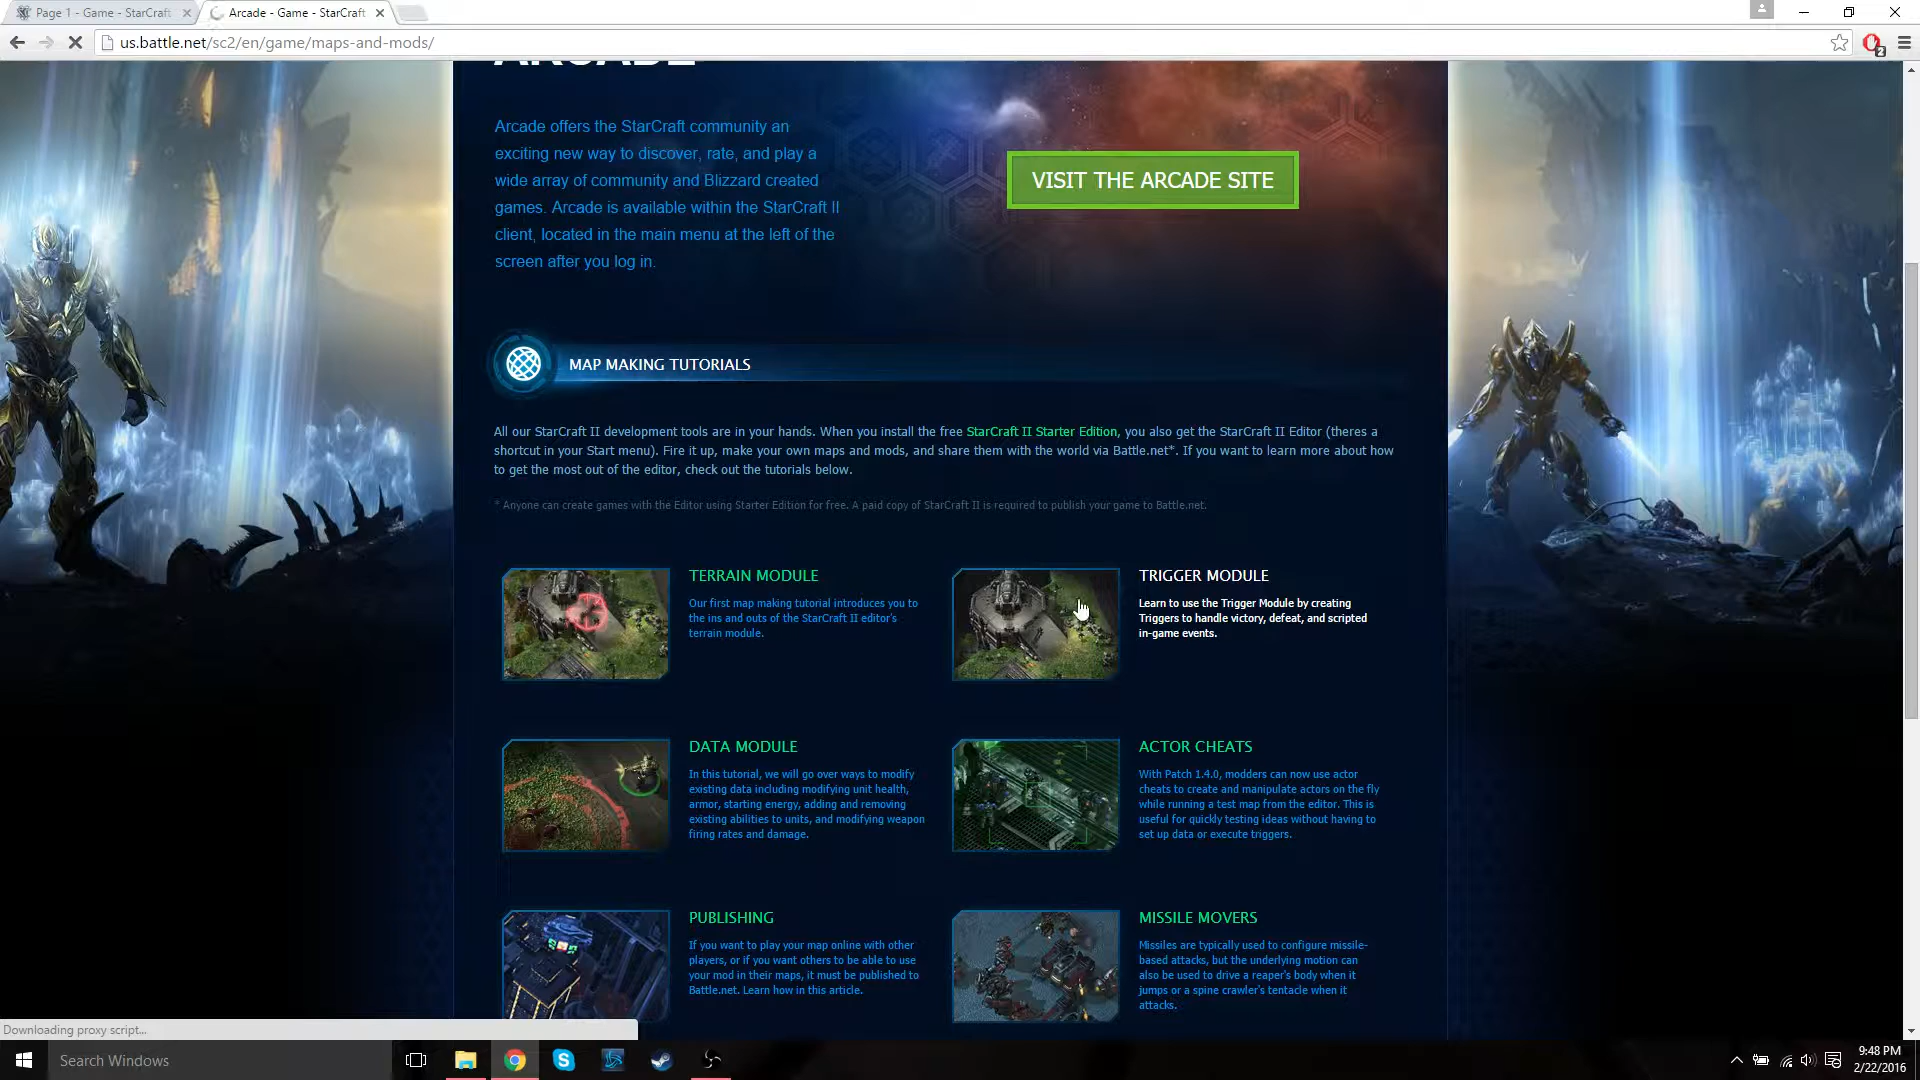 Page 1 - Game - StarCraft
Arcade - Game - StarCraft
us.battle.net/sc2/en/game/maps-and-mods/
2
ARCADE
Arcade offers the StarCraft community an
exciting new way to discover, rate, and play a
wide array of community and Blizzard created
games. Arcade is available within the StarCraft II
client, located in the main menu at the left of the
screen after you log in.
VISIT THE ARCADE SITE
MAP MAKING TUTORIALS
All our StarCraft II development tools are in your hands. When you install the free StarCraft II Starter Edition, you also get the StarCraft II Editor (theres a
shortcut in your Start menu). Fire it up, make your own maps and mods, and share them with the world via Battle.net*. If you want to learn more about how
to get the most out of the editor, check out the tutorials below.
* Anyone can create games with the Editor using Starter Edition for free. A paid copy of StarCraft II is required to publish your game to Battle.net.
TERRAIN MODULE
Our first map making tutorial introduces you to
the ins and outs of the StarCraft II editor's
terrain module.
TRIGGER MODULE
Learn to use the Trigger Module by creating
Triggers to handle victory, defeat, and scripted
in-game events.
DATA MODULE
In this tutorial, we will go over ways to modify
existing data including modifying unit health,
armor, starting energy, adding and removing
existing abilities to units, and modifying weapon
firing rates and damage.
ACTOR CHEATS
With Patch 1.4.0, modders can now use actor
cheats to create and manipulate actors on the fly
while running a test map from the editor. This is
useful for quickly testing ideas without having to
set up data or execute triggers.
PUBLISHING
If you want to play your map online with other
players, or if you want others to be able to use
your mod in their maps, it must be published to
Battle.net. Learn how in this article.
MISSILE MOVERS
Missiles are typically used to configure missile-
based attacks, but the underlying motion can
also be used to drive a reaper's body when it
jumps or a spine crawler's tentacle when it
attacks.
Downloading proxy script...
Search Windows
9:48 PM
2/22/2016